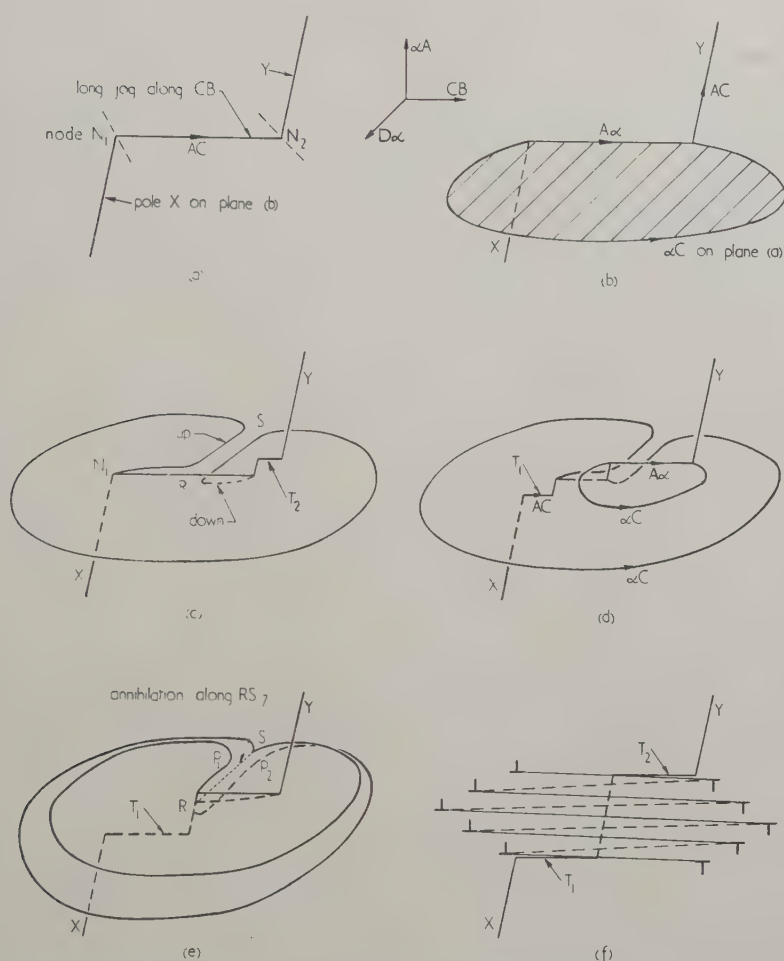 αA
Y
long jog along CB
CB
Y
AC
node N₁
N₂
AC
Dα
Aα
pole X on plane (b)
X
αC on plane (a)
(b)
Y
Y
S
up
N₁
R
T₁
Aα
T₂
AC
αC
down
X
X
αC
(c)
(d)
annihilation along RS
Y
Y
S
P₁
P₂
T₂
R
T₁
T₁
X
X
(e)
(f)